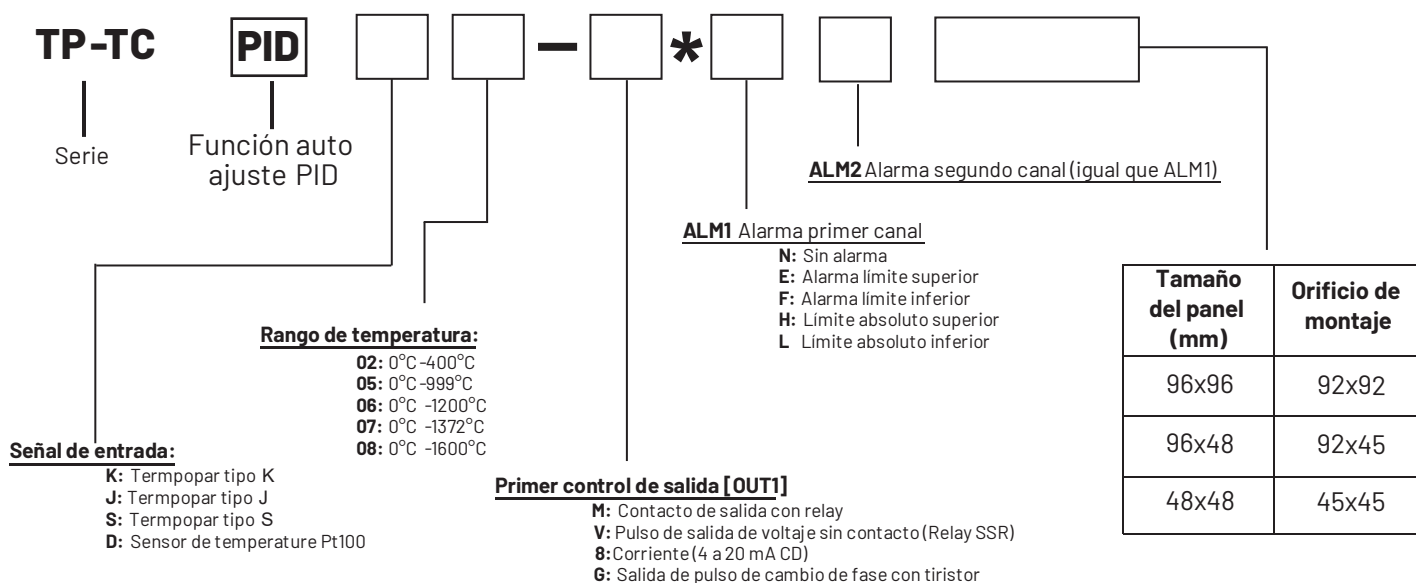 TP-TC PID — *
Serie
Función auto
ajuste PID
ALM2 Alarma segundo canal (igual que ALM1)
ALM1 Alarma primer canal
N: Sin alarma
E: Alarma límite superior
F: Alarma límite inferior
H: Límite absoluto superior
L Límite absoluto inferior
Rango de temperatura:
02: 0°C-400°C
05: 0°C-999°C
06: 0°C -1200°C
07: 0°C -1372°C
08: 0°C -1600°C
Señal de entrada:
K: Termpopar tipo K
J: Termpopar tipo J
S: Termpopar tipo S
D: Sensor de temperature Pt100
Primer control de salida [OUT1]
M: Contacto de salida con relay
V: Pulso de salida de voltaje sin contacto (Relay SSR)
8: Corriente (4 a 20 mA CD)
G: Salida de pulso de cambio de fase con tiristor
Tamaño
del panel
(mm)
Orificio de
montaje
96x96 92x92
96x48 92x45
48x48 45x45